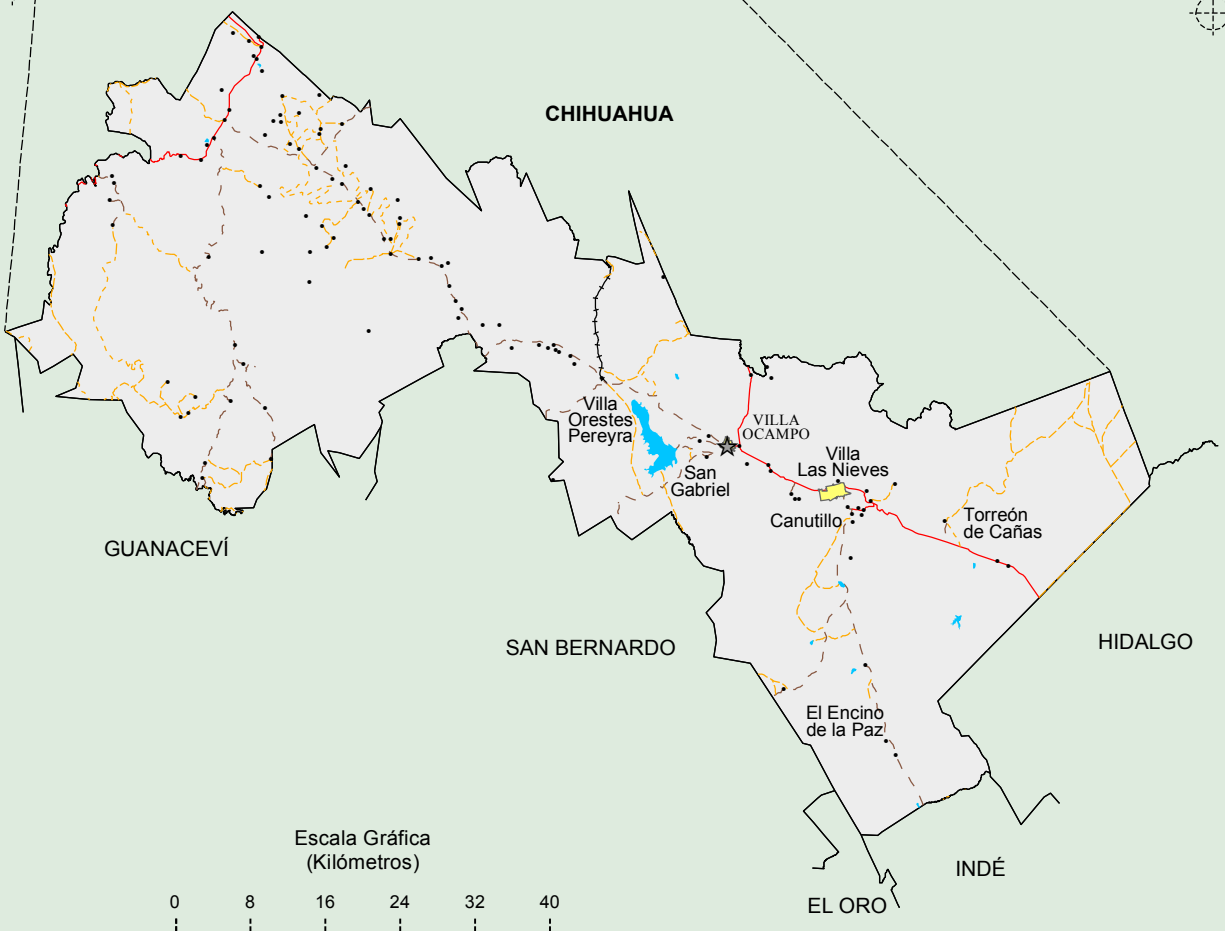 CHIHUAHUA
Villa
Orestes
Pereyra
VILLA
OCAMPO
Villa
Las Nieves
San
Gabriel
Canutillo
Torreón
de Cañas
GUANACEVÍ
SAN BERNARDO
HIDALGO
El Encino
de la Paz
Escala Gráfica
(Kilómetros)
INDÉ
EL ORO
0 8 16 24 32 40